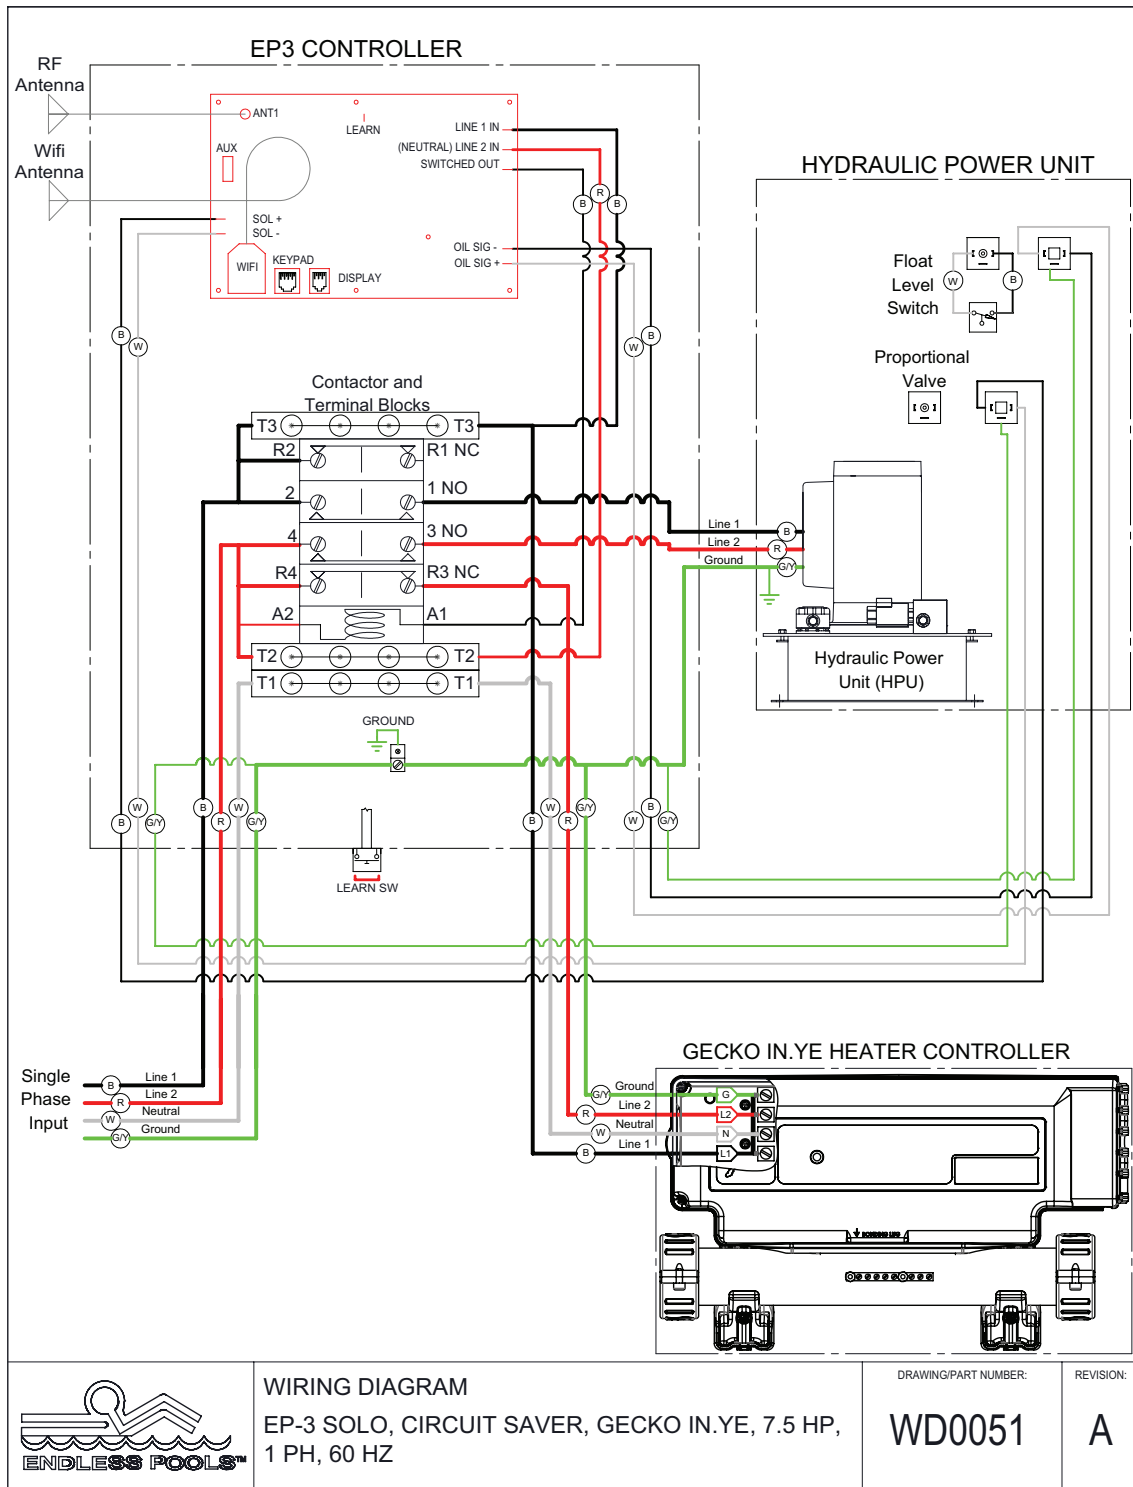 EP3 CONTROLLER
RF
Antenna
ANT1
LEARN
LINE 1 IN
(NEUTRAL) LINE 2 IN
SWITCHED OUT
AUX
Wifi
Antenna
SOL +
SOL -
WIFI
KEYPAD
DISPLAY
OIL SIG -
OIL SIG +
B
R
B
B
W
W
B
HYDRAULIC POWER UNIT
Float
Level
Switch
W
B
Proportional
Valve
Contactor and
Terminal Blocks
T3
T3
R2
R1 NC
2
1 NO
4
3 NO
R4
R3 NC
A2
A1
T2
T2
T1
T1
Line 1
B
Line 2
R
Ground
G/Y
Hydraulic Power
Unit (HPU)
GROUND
W
B
G/Y
B
R
W
G/Y
B
W
R
G/Y
W
B
G/Y
LEARN SW
Single
Phase
Input
B
Line 1
R
Line 2
W
Neutral
G/Y
Ground
GECKO IN.YE HEATER CONTROLLER
G/Y
Ground
G
R
Line 2
L2
W
Neutral
N
B
Line 1
L1
BONDING LUG
ENDLESS POOLS™
WIRING DIAGRAM
EP-3 SOLO, CIRCUIT SAVER, GECKO IN.YE, 7.5 HP,
1 PH, 60 HZ
DRAWING/PART NUMBER:
WD0051
REVISION:
A